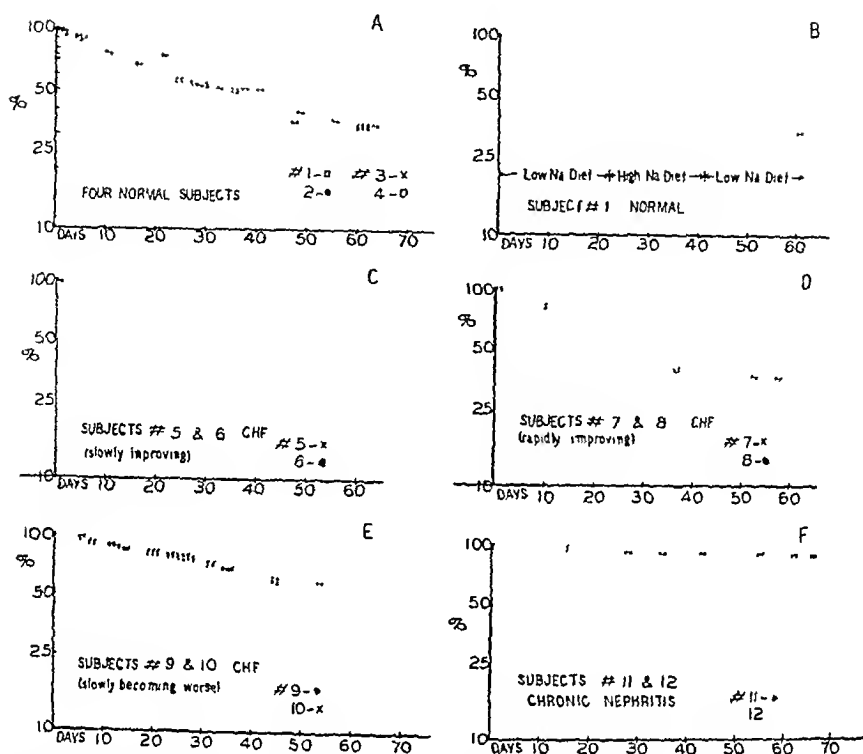 A
100
50
%
25
10
#1-□ #3-x
2-• 4-o
FOUR NORMAL SUBJECTS
DAYS 10 20 30 40 50 60 70
B
100
50
%
25
10
Low Na Diet High Na Diet Low Na Diet
SUBJECT #1 NORMAL
DAYS 10 20 30 40 50 60
C
100
50
%
25
10
SUBJECTS #5 & 6 CHF
(slowly improving)
#5-x
6-•
DAYS 10 20 30 40 50 60
D
100
%
50
25
10
SUBJECTS #7 & 8 CHF
(rapidly improving)
#7-x
8-•
DAYS 10 20 30 40 50 60
E
100
%
50
25
10
SUBJECTS #9 & 10 CHF
(slowly becoming worse)
#9-•
10-x
DAYS 10 20 30 40 50 60
F
100
50
%
25
10
SUBJECTS #11 & 12
CHRONIC NEPHRITIS
#11-•
12
DAYS 10 20 30 40 50 60 70